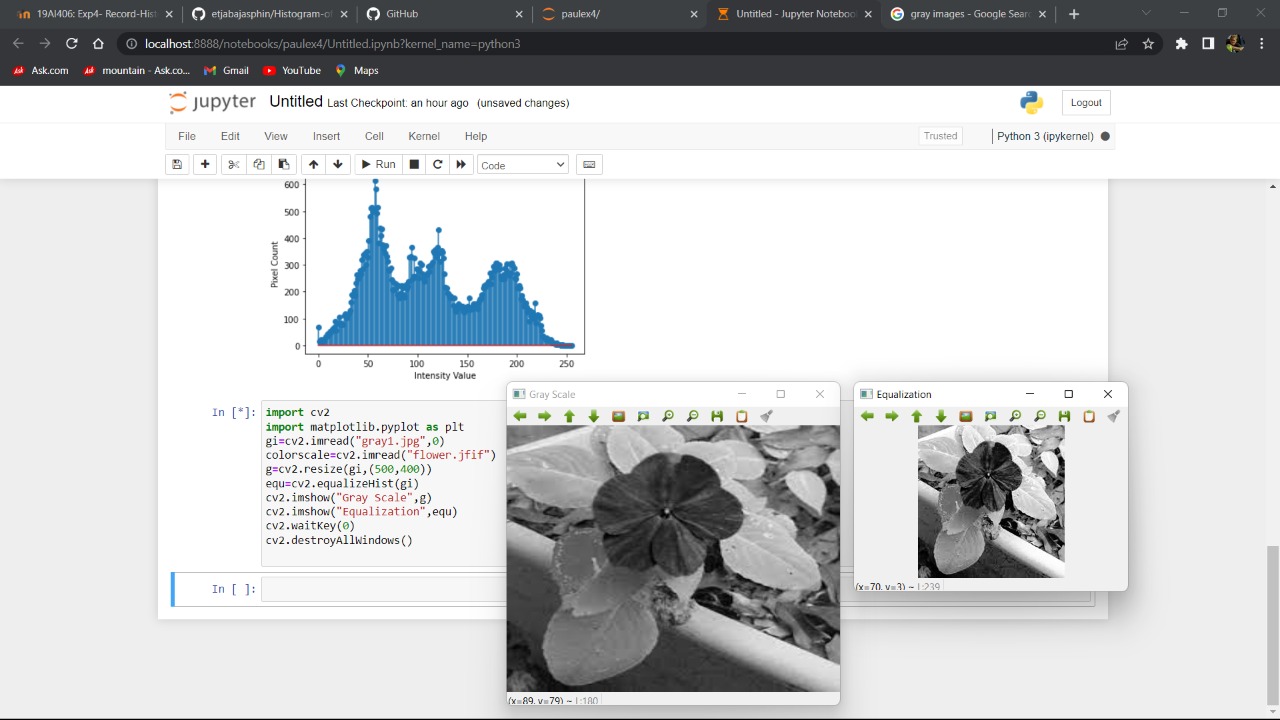 19AI406: Exp4- Record-Hist
etjabajasphin/Histogram-of
GitHub
paulex4/
Untitled - Jupyter Notebook
gray images - Google Searc
localhost:8888/notebooks/paulex4/Untitled.ipynb?kernel_name=python3
Ask.com
mountain - Ask.co...
Gmail
YouTube
Maps
jupyter Untitled Last Checkpoint: an hour ago (unsaved changes)
Logout
File Edit View Insert Cell Kernel Help
Trusted
Python 3 (ipykernel)
Run
Code
600
500
400
300
200
100
0
Pixel Count
0 50 100 150 200 250
Intensity Value
In [*]:
import cv2
import matplotlib.pyplot as plt
gi=cv2.imread("gray1.jpg",0)
colorscale=cv2.imread("flower.jfif")
g=cv2.resize(gi,(500,400))
equ=cv2.equalizeHist(gi)
cv2.imshow("Gray Scale",g)
cv2.imshow("Equalization",equ)
cv2.waitKey(0)
cv2.destroyAllWindows()
In [ ]:
Gray Scale
(x=89, y=79) ~ L:180
Equalization
(x=70, y=3) ~ L:239